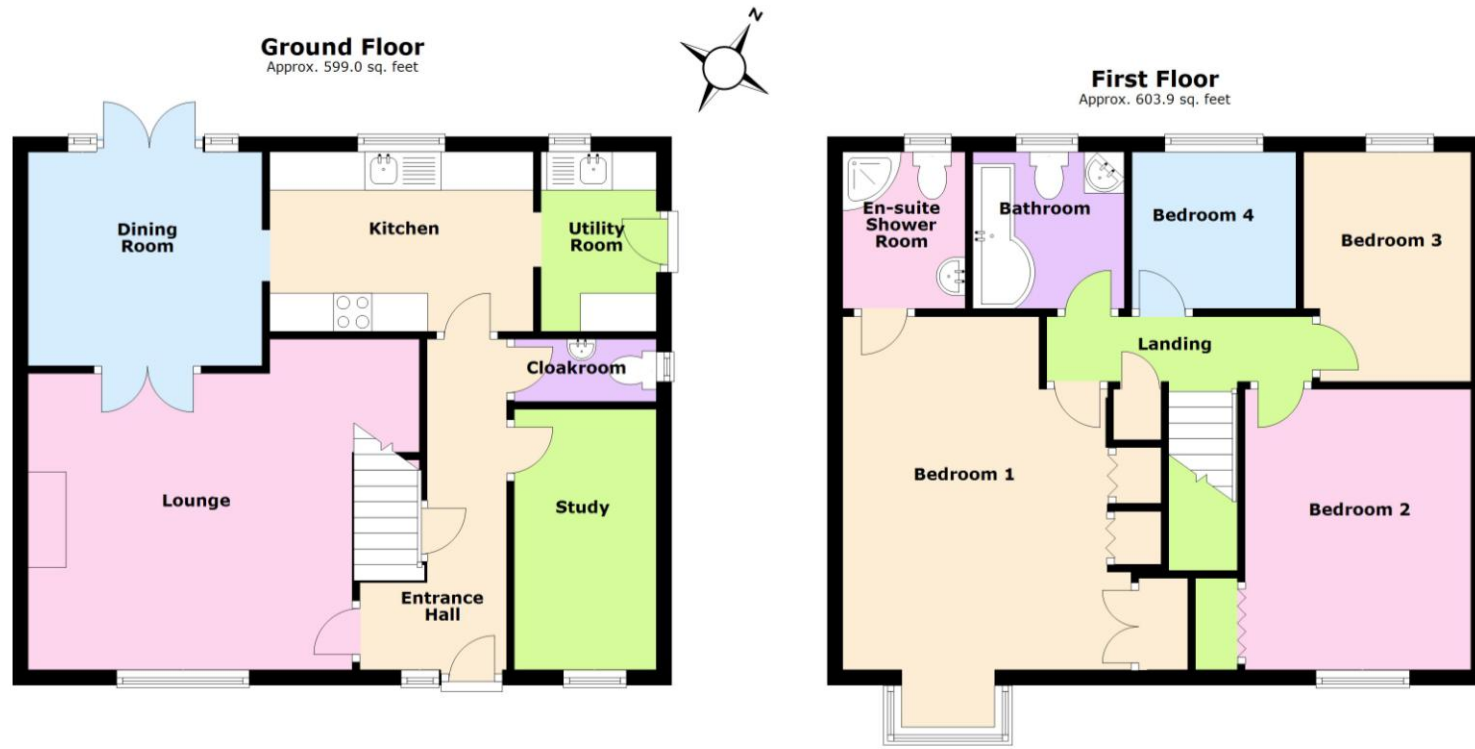 N
Ground Floor
Approx. 599.0 sq. feet
Dining
Room
Kitchen
Utility
Room
Cloakroom
Lounge
Study
Entrance
Hall
First Floor
Approx. 603.9 sq. feet
En-suite
Shower
Room
Bathroom
Bedroom 4
Bedroom 3
Landing
Bedroom 1
Bedroom 2